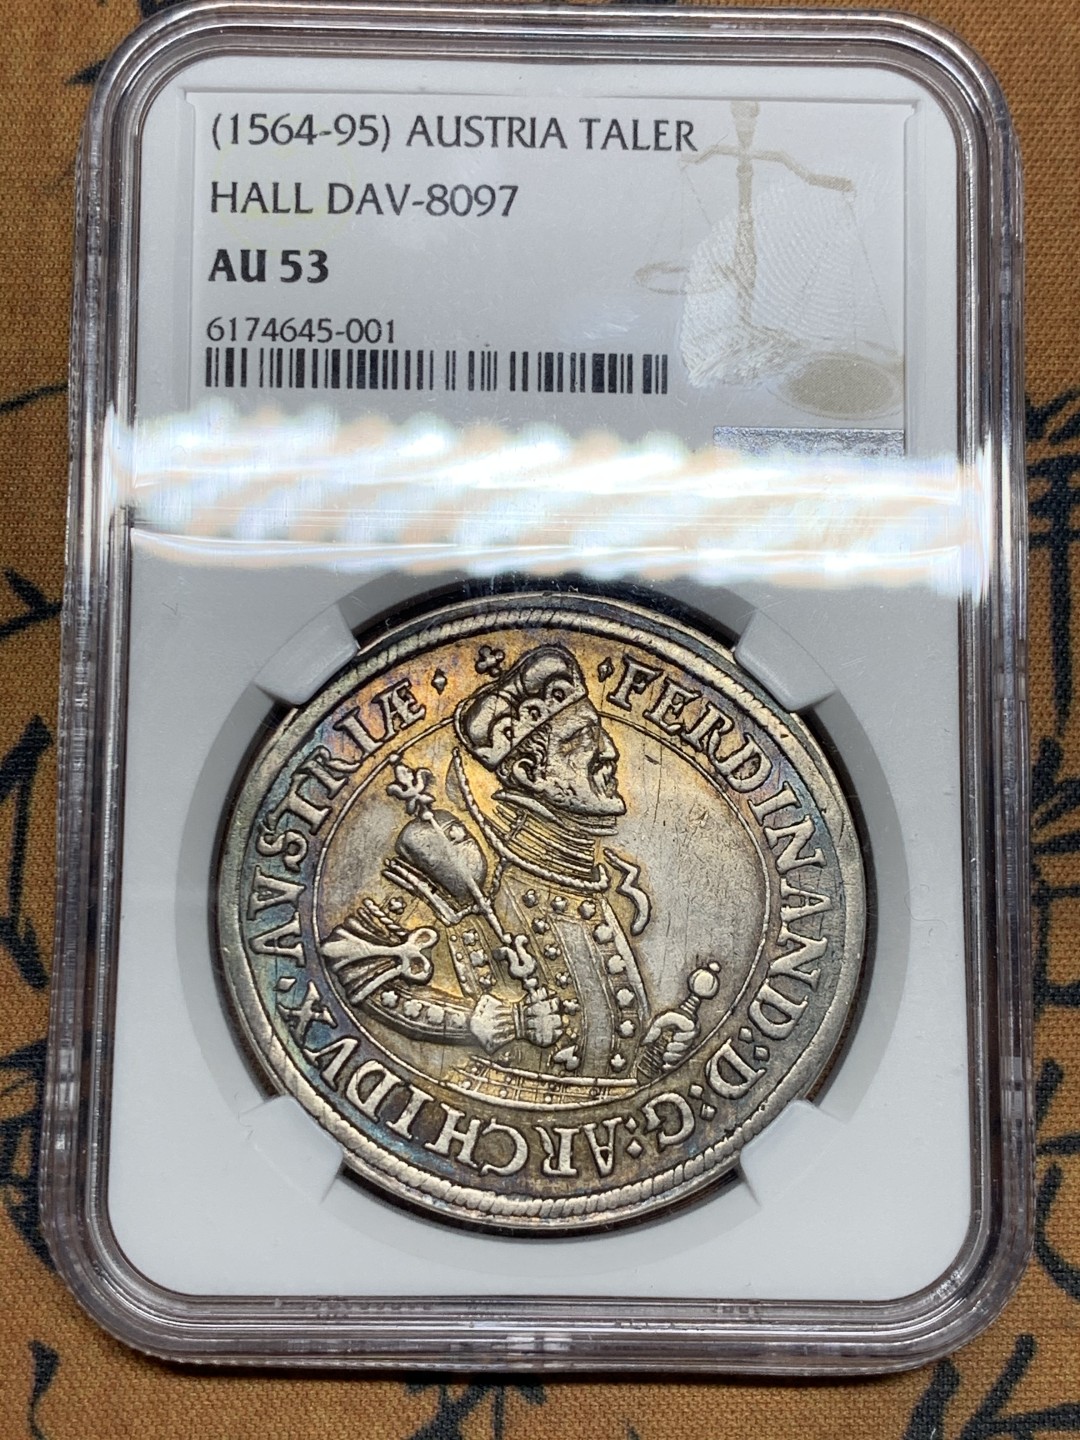 (1564-95) AUSTRIA TALER
HALL DAV-8097
AU 53
6174645-001
FERDINAND:D:G:ARCHIDVX·AVSTRIÆ